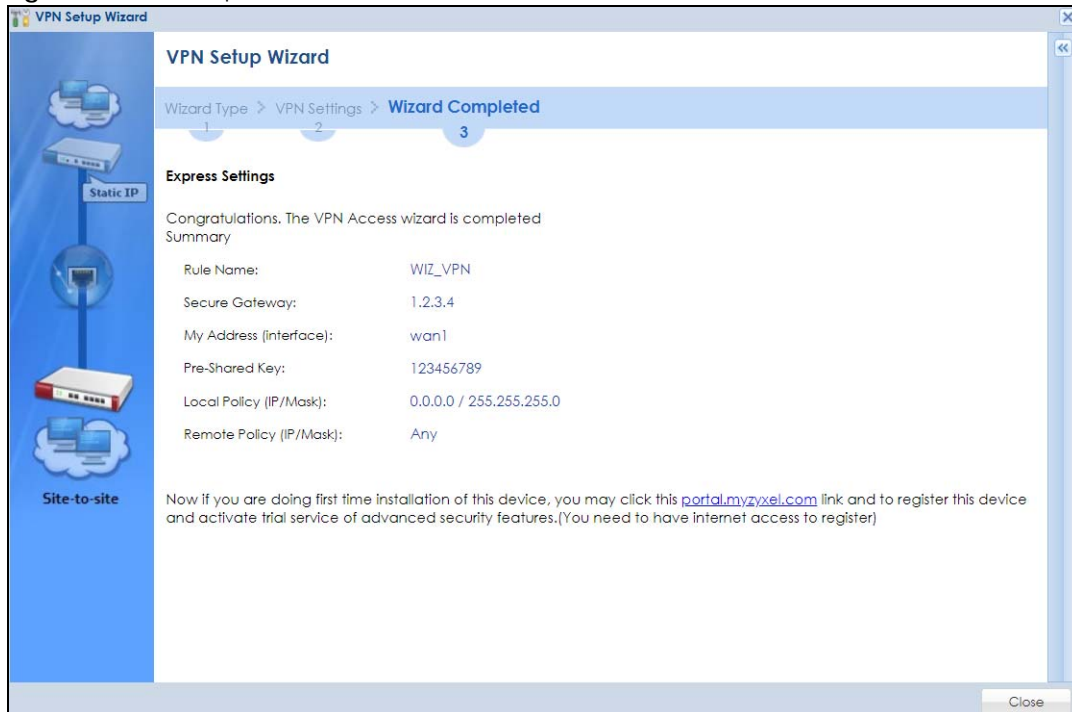 VPN Setup Wizard
VPN Setup Wizard
Wizard Type > VPN Settings > Wizard Completed
1 2 3
Static IP
Express Settings
Congratulations. The VPN Access wizard is completed
Summary
Rule Name: WIZ_VPN
Secure Gateway: 1.2.3.4
My Address (interface): wan1
Pre-Shared Key: 123456789
Local Policy (IP/Mask): 0.0.0.0 / 255.255.255.0
Remote Policy (IP/Mask): Any
Site-to-site
Now if you are doing first time installation of this device, you may click this portal.myzyxel.com link and to register this device
and activate trial service of advanced security features.(You need to have internet access to register)
Close